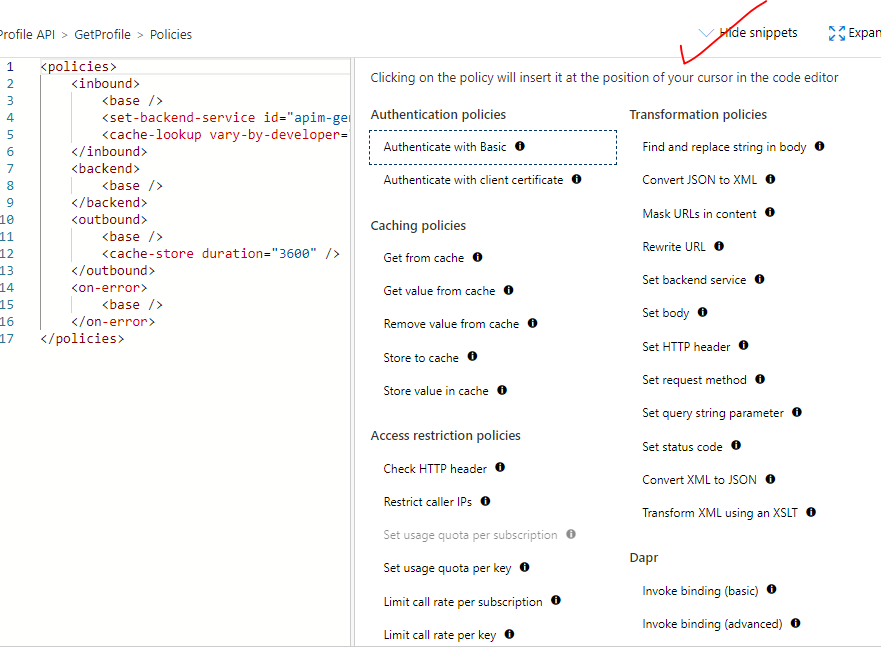 Profile API > GetProfile > Policies
Hide snippets
Expan
1 <policies>
2 <inbound>
3 <base />
4 <set-backend-service id="apim-ge
5 <cache-lookup vary-by-developer=
6 </inbound>
7 <backend>
8 <base />
9 </backend>
10 <outbound>
11 <base />
12 <cache-store duration="3600" />
13 </outbound>
14 <on-error>
15 <base />
16 </on-error>
17 </policies>
Clicking on the policy will insert it at the position of your cursor in the code editor
Authentication policies
Authenticate with Basic
Authenticate with client certificate
Caching policies
Get from cache
Get value from cache
Remove value from cache
Store to cache
Store value in cache
Access restriction policies
Check HTTP header
Restrict caller IPs
Set usage quota per subscription
Set usage quota per key
Limit call rate per subscription
Limit call rate per key
Transformation policies
Find and replace string in body
Convert JSON to XML
Mask URLs in content
Rewrite URL
Set backend service
Set body
Set HTTP header
Set request method
Set query string parameter
Set status code
Convert XML to JSON
Transform XML using an XSLT
Dapr
Invoke binding (basic)
Invoke binding (advanced)